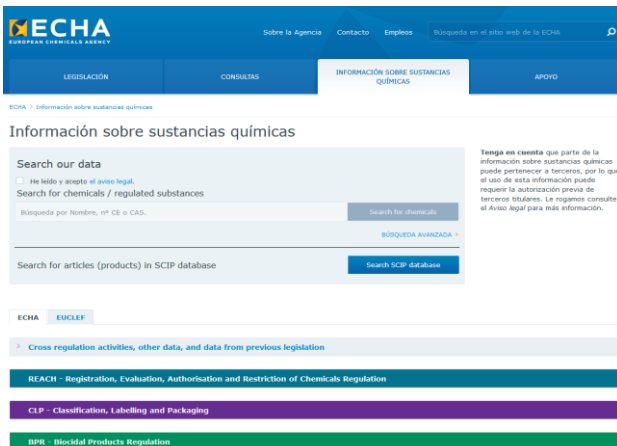 ECHA
EUROPEAN CHEMICALS AGENCY
Sobre la Agencia Contacto Empleos Búsqueda en el sitio web de la ECHA
LEGISLACIÓN CONSULTAS INFORMACIÓN SOBRE SUSTANCIAS QUÍMICAS APOYO
ECHA > Información sobre sustancias químicas
Información sobre sustancias químicas
Search our data
He leído y acepto el aviso legal.
Search for chemicals / regulated substances
Búsqueda por Nombre, nº CE o CAS. Search for chemicals
BÚSQUEDA AVANZADA >
Search for articles (products) in SCIP database Search SCIP database
Tenga en cuenta que parte de la
información sobre sustancias químicas
puede pertenecer a terceros, por lo que
el uso de esta información puede
requerir la autorización previa de
terceros titulares. Le rogamos consulte
el Aviso legal para más información.
ECHA EUCLEF
> Cross regulation activities, other data, and data from previous legislation
REACH - Registration, Evaluation, Authorisation and Restriction of Chemicals Regulation
CLP - Classification, Labelling and Packaging
BPR - Biocidal Products Regulation